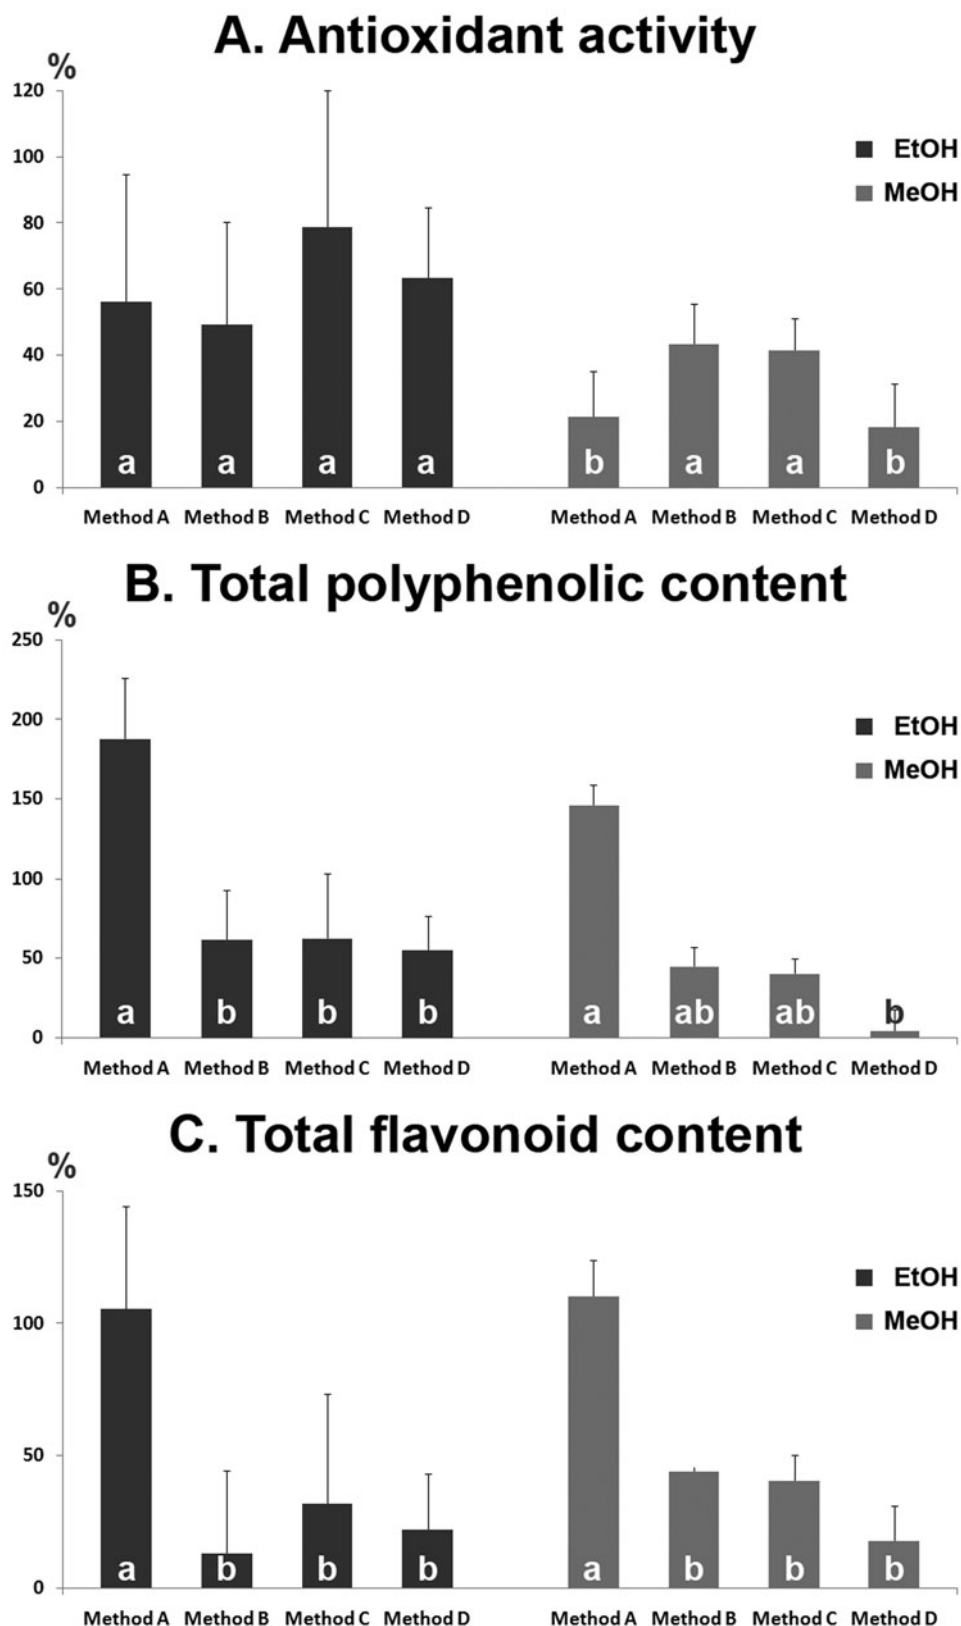 A. Antioxidant activity
%
120
100
80
60
40
20
0
EtOH
MeOH
a a a a b a a b
Method A Method B Method C Method D Method A Method B Method C Method D
B. Total polyphenolic content
%
250
200
150
100
50
0
EtOH
MeOH
a b b b a ab ab b
Method A Method B Method C Method D Method A Method B Method C Method D
C. Total flavonoid content
%
150
100
50
0
EtOH
MeOH
a b b b a b b b
Method A Method B Method C Method D Method A Method B Method C Method D